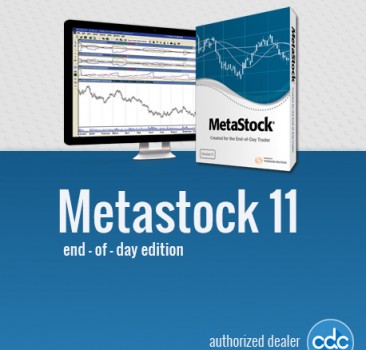 MetaStock
MetaStock®
Created for the End-of-Day Trader
Metastock 11
end - of - day edition
authorized dealer
cdc